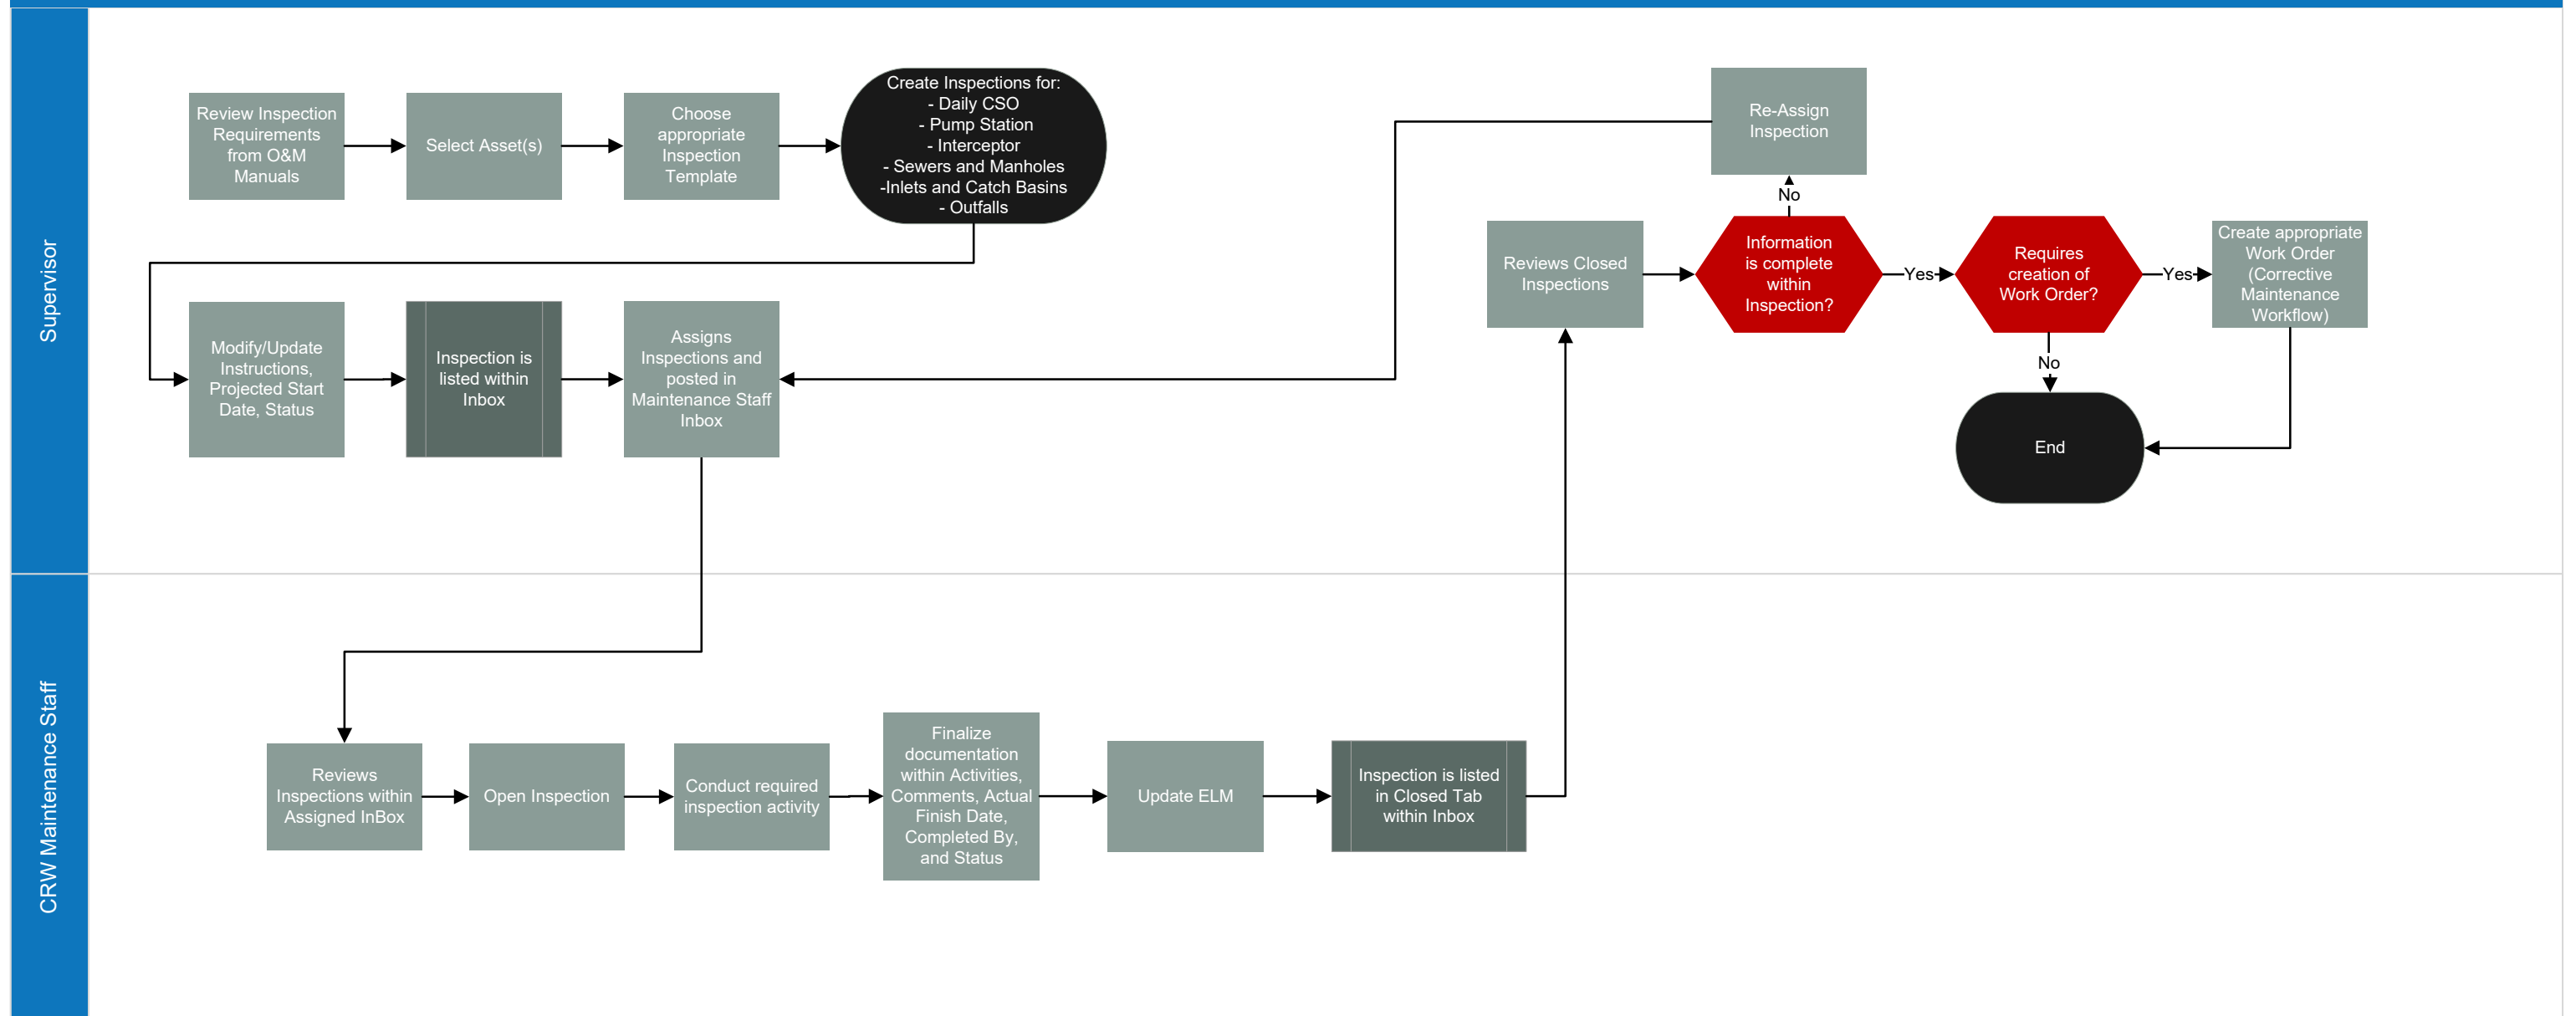 Supervisor
Review Inspection
Requirements
from O&M
Manuals
Select Asset(s)
Choose
appropriate
Inspection
Template
Create Inspections for:
- Daily CSO
- Pump Station
- Interceptor
- Sewers and Manholes
-Inlets and Catch Basins
- Outfalls
Modify/Update
Instructions,
Projected Start
Date, Status
Inspection is
listed within
Inbox
Assigns
Inspections and
posted in
Maintenance Staff
Inbox
Re-Assign
Inspection
No
Reviews Closed
Inspections
Information
is complete
within
Inspection?
Yes
Requires
creation of
Work Order?
Yes
Create appropriate
Work Order
(Corrective
Maintenance
Workflow)
No
End
CRW Maintenance Staff
Reviews
Inspections within
Assigned InBox
Open Inspection
Conduct required
inspection activity
Finalize
documentation
within Activities,
Comments, Actual
Finish Date,
Completed By,
and Status
Update ELM
Inspection is listed
in Closed Tab
within Inbox